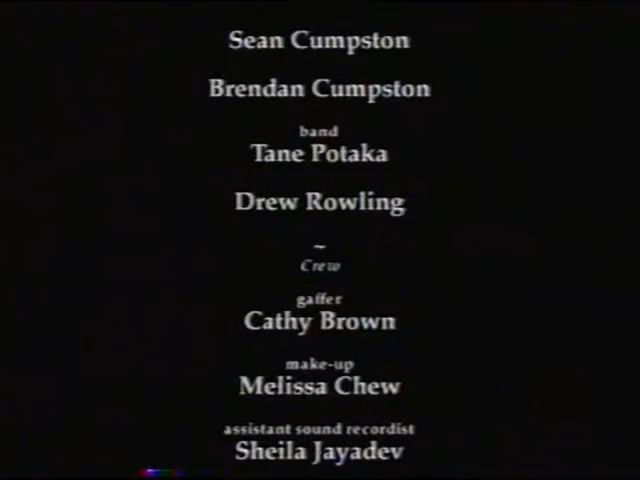 Sean Cumpston
Brendan Cumpston
band
Tane Potaka
Drew Rowling
~
Crew
gaffer
Cathy Brown
make-up
Melissa Chew
assistant sound recordist
Sheila Jayadev